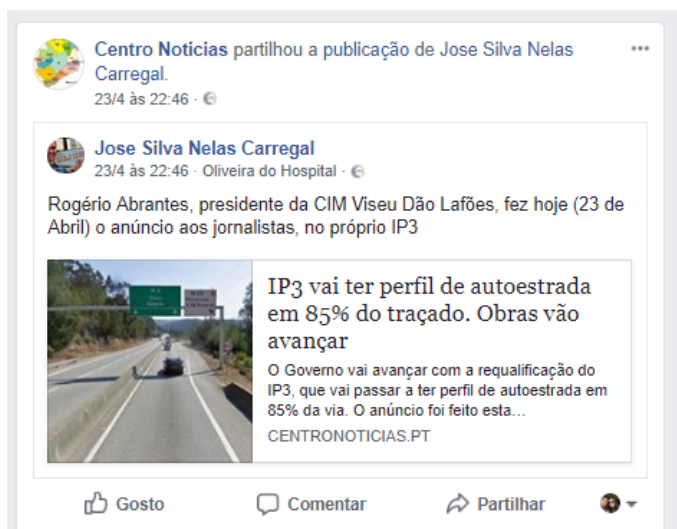 Centro Noticias partilhou a publicação de Jose Silva Nelas
Carregal.
23/4 às 22:46 ·
Jose Silva Nelas Carregal
23/4 às 22:46 · Oliveira do Hospital ·
Rogério Abrantes, presidente da CIM Viseu Dão Lafões, fez hoje (23 de
Abril) o anúncio aos jornalistas, no próprio IP3
IP3 vai ter perfil de autoestrada
em 85% do traçado. Obras vão
avançar
O Governo vai avançar com a requalificação do
IP3, que vai passar a ter perfil de autoestrada em
85% da via. O anúncio foi feito esta…
CENTRONOTICIAS.PT
Gosto
Comentar
Partilhar